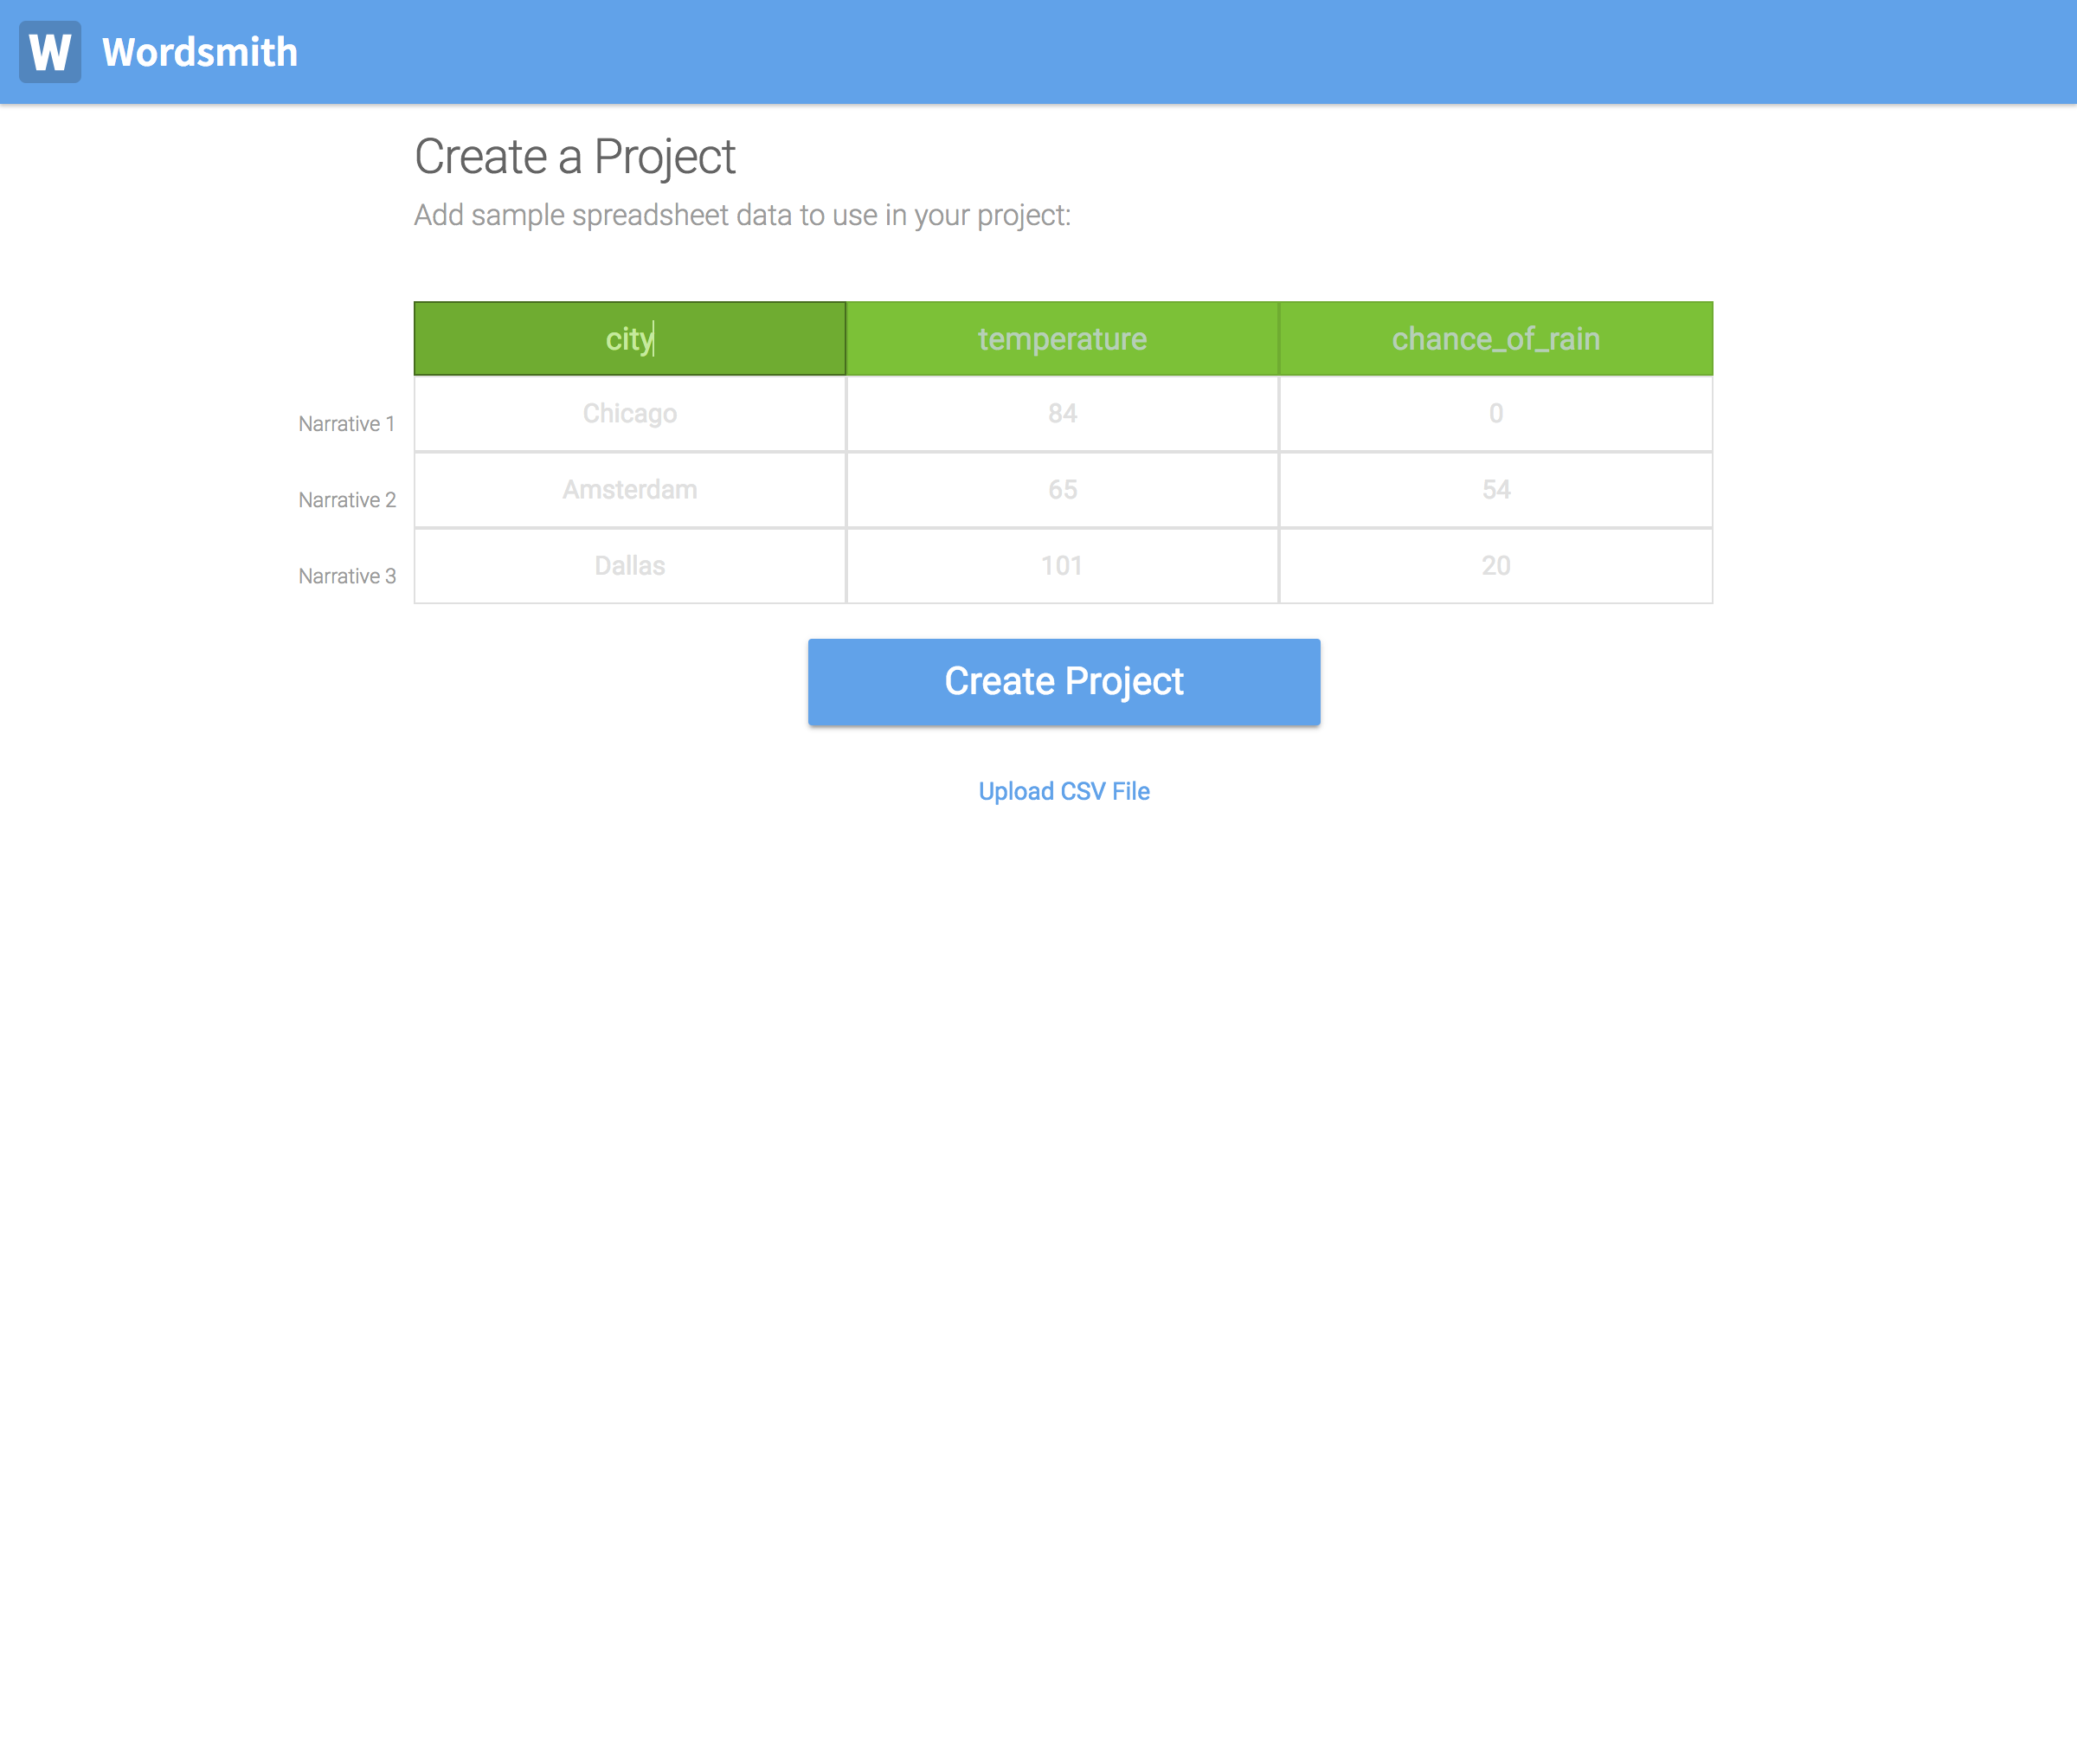 W Wordsmith
Create a Project
Add sample spreadsheet data to use in your project:
city temperature chance_of_rain
Narrative 1 Chicago 84 0
Narrative 2 Amsterdam 65 54
Narrative 3 Dallas 101 20
Create Project
Upload CSV File